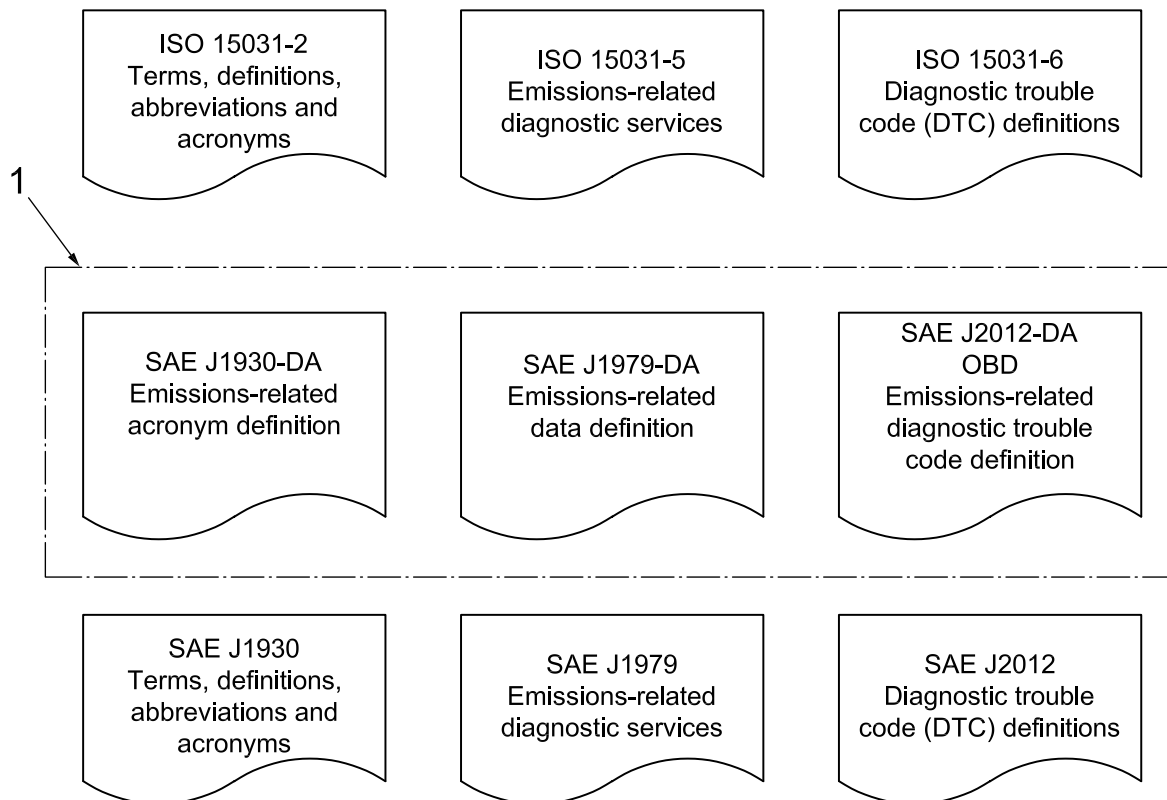 ISO 15031-2
Terms, definitions,
abbreviations and
acronyms
ISO 15031-5
Emissions-related
diagnostic services
ISO 15031-6
Diagnostic trouble
code (DTC) definitions
1
SAE J1930-DA
Emissions-related
acronym definition
SAE J1979-DA
Emissions-related
data definition
SAE J2012-DA
OBD
Emissions-related
diagnostic trouble
code definition
SAE J1930
Terms, definitions,
abbreviations and
acronyms
SAE J1979
Emissions-related
diagnostic services
SAE J2012
Diagnostic trouble
code (DTC) definitions